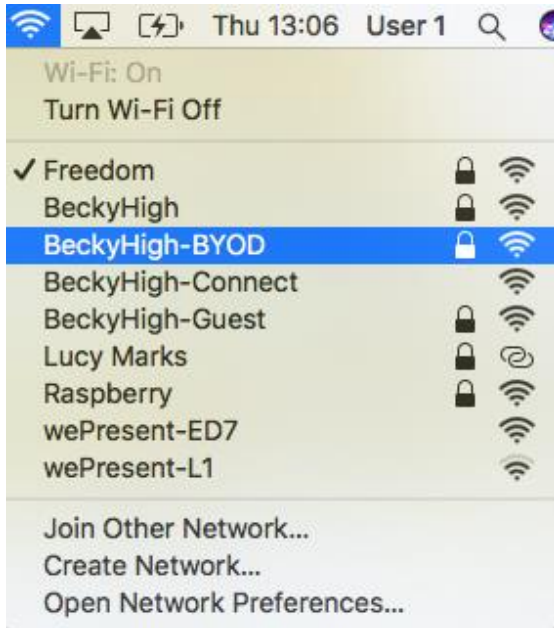 Thu 13:06 User 1
Wi-Fi: On
Turn Wi-Fi Off
Freedom
BeckyHigh
BeckyHigh-BYOD
BeckyHigh-Connect
BeckyHigh-Guest
Lucy Marks
Raspberry
wePresent-ED7
wePresent-L1
Join Other Network...
Create Network...
Open Network Preferences...